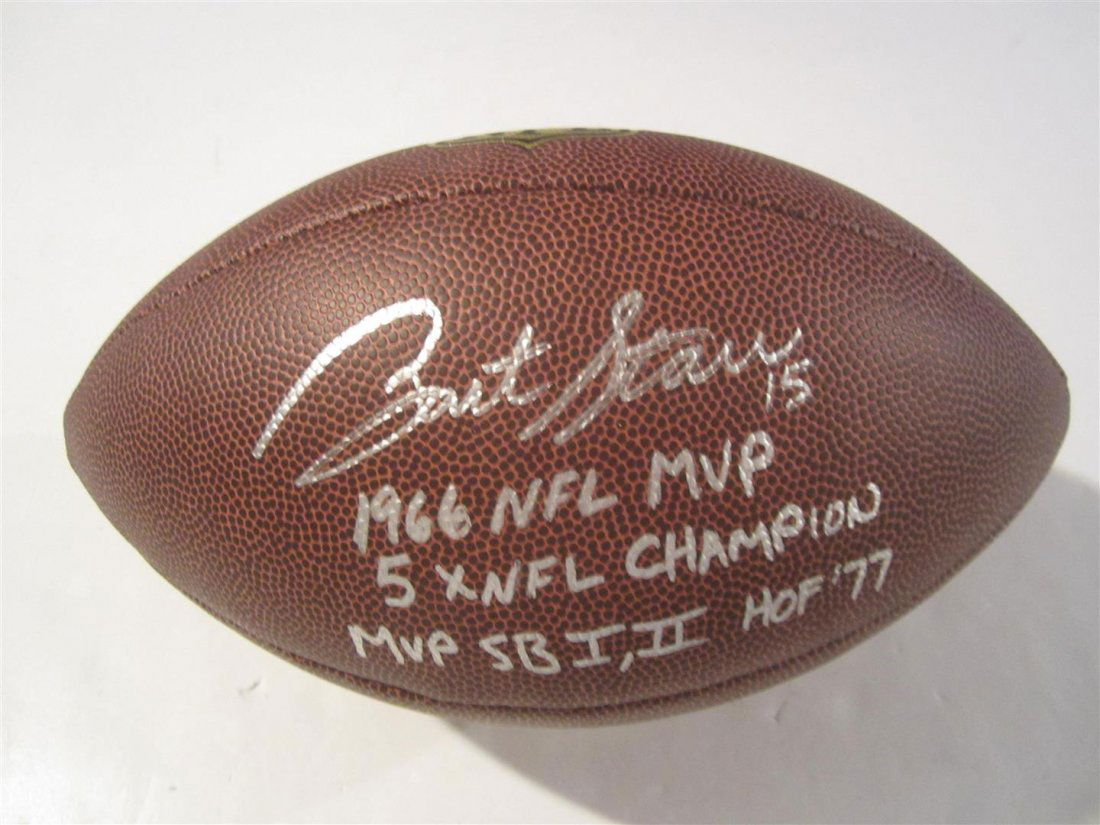 Bart Starr
15
1966 NFL MVP
5 X NFL CHAMPION
MVP SB I, II HOF '77